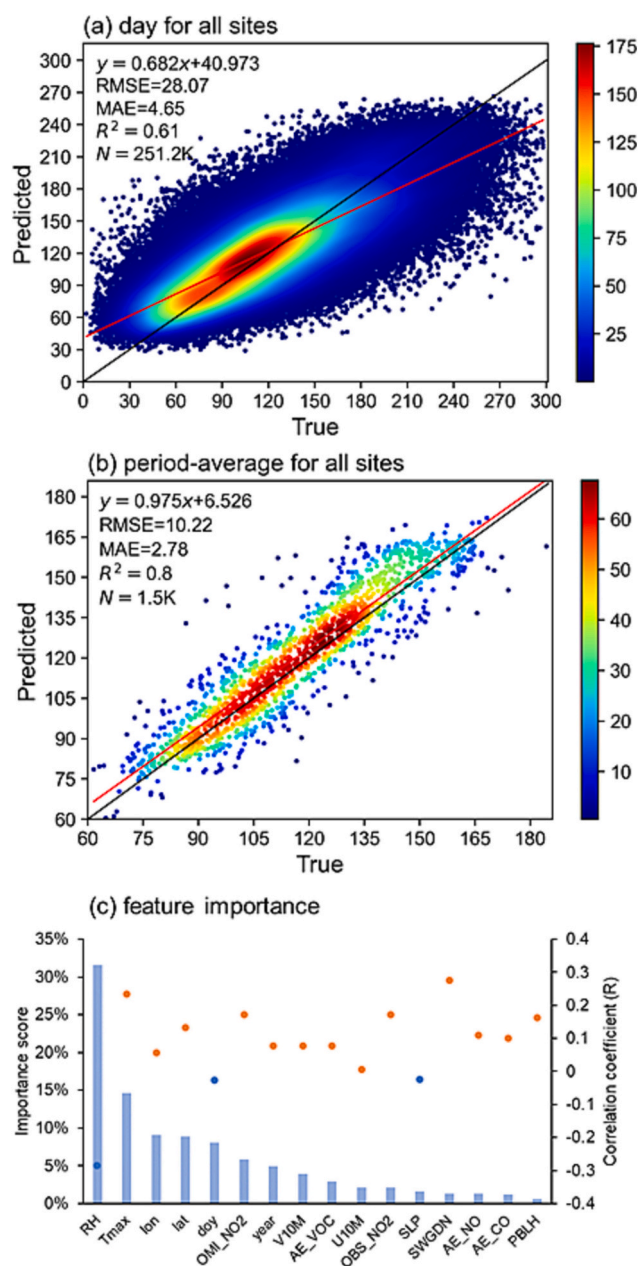 (a) day for all sites
y = 0.682x+40.973
RMSE=28.07
MAE=4.65
R² = 0.61
N = 251.2K
300
270
240
210
180
150
120
90
60
30
0
0 30 60 90 120 150 180 210 240 270 300
Predicted
True
175
150
125
100
75
50
25
(b) period-average for all sites
y = 0.975x+6.526
RMSE=10.22
MAE=2.78
R² = 0.8
N = 1.5K
180
165
150
135
120
105
90
75
60
60 75 90 105 120 135 150 165 180
Predicted
True
60
50
40
30
20
10
(c) feature importance
35%
30%
25%
20%
15%
10%
5%
0%
Importance score
0.4
0.3
0.2
0.1
0
-0.1
-0.2
-0.3
-0.4
Correlation coefficient (R)
RH Tmax lon lat doy OMI_NO2 year V10M AE_VOC U10M OBS_NO2 SLP SWGDN AE_NO AE_CO PBLH